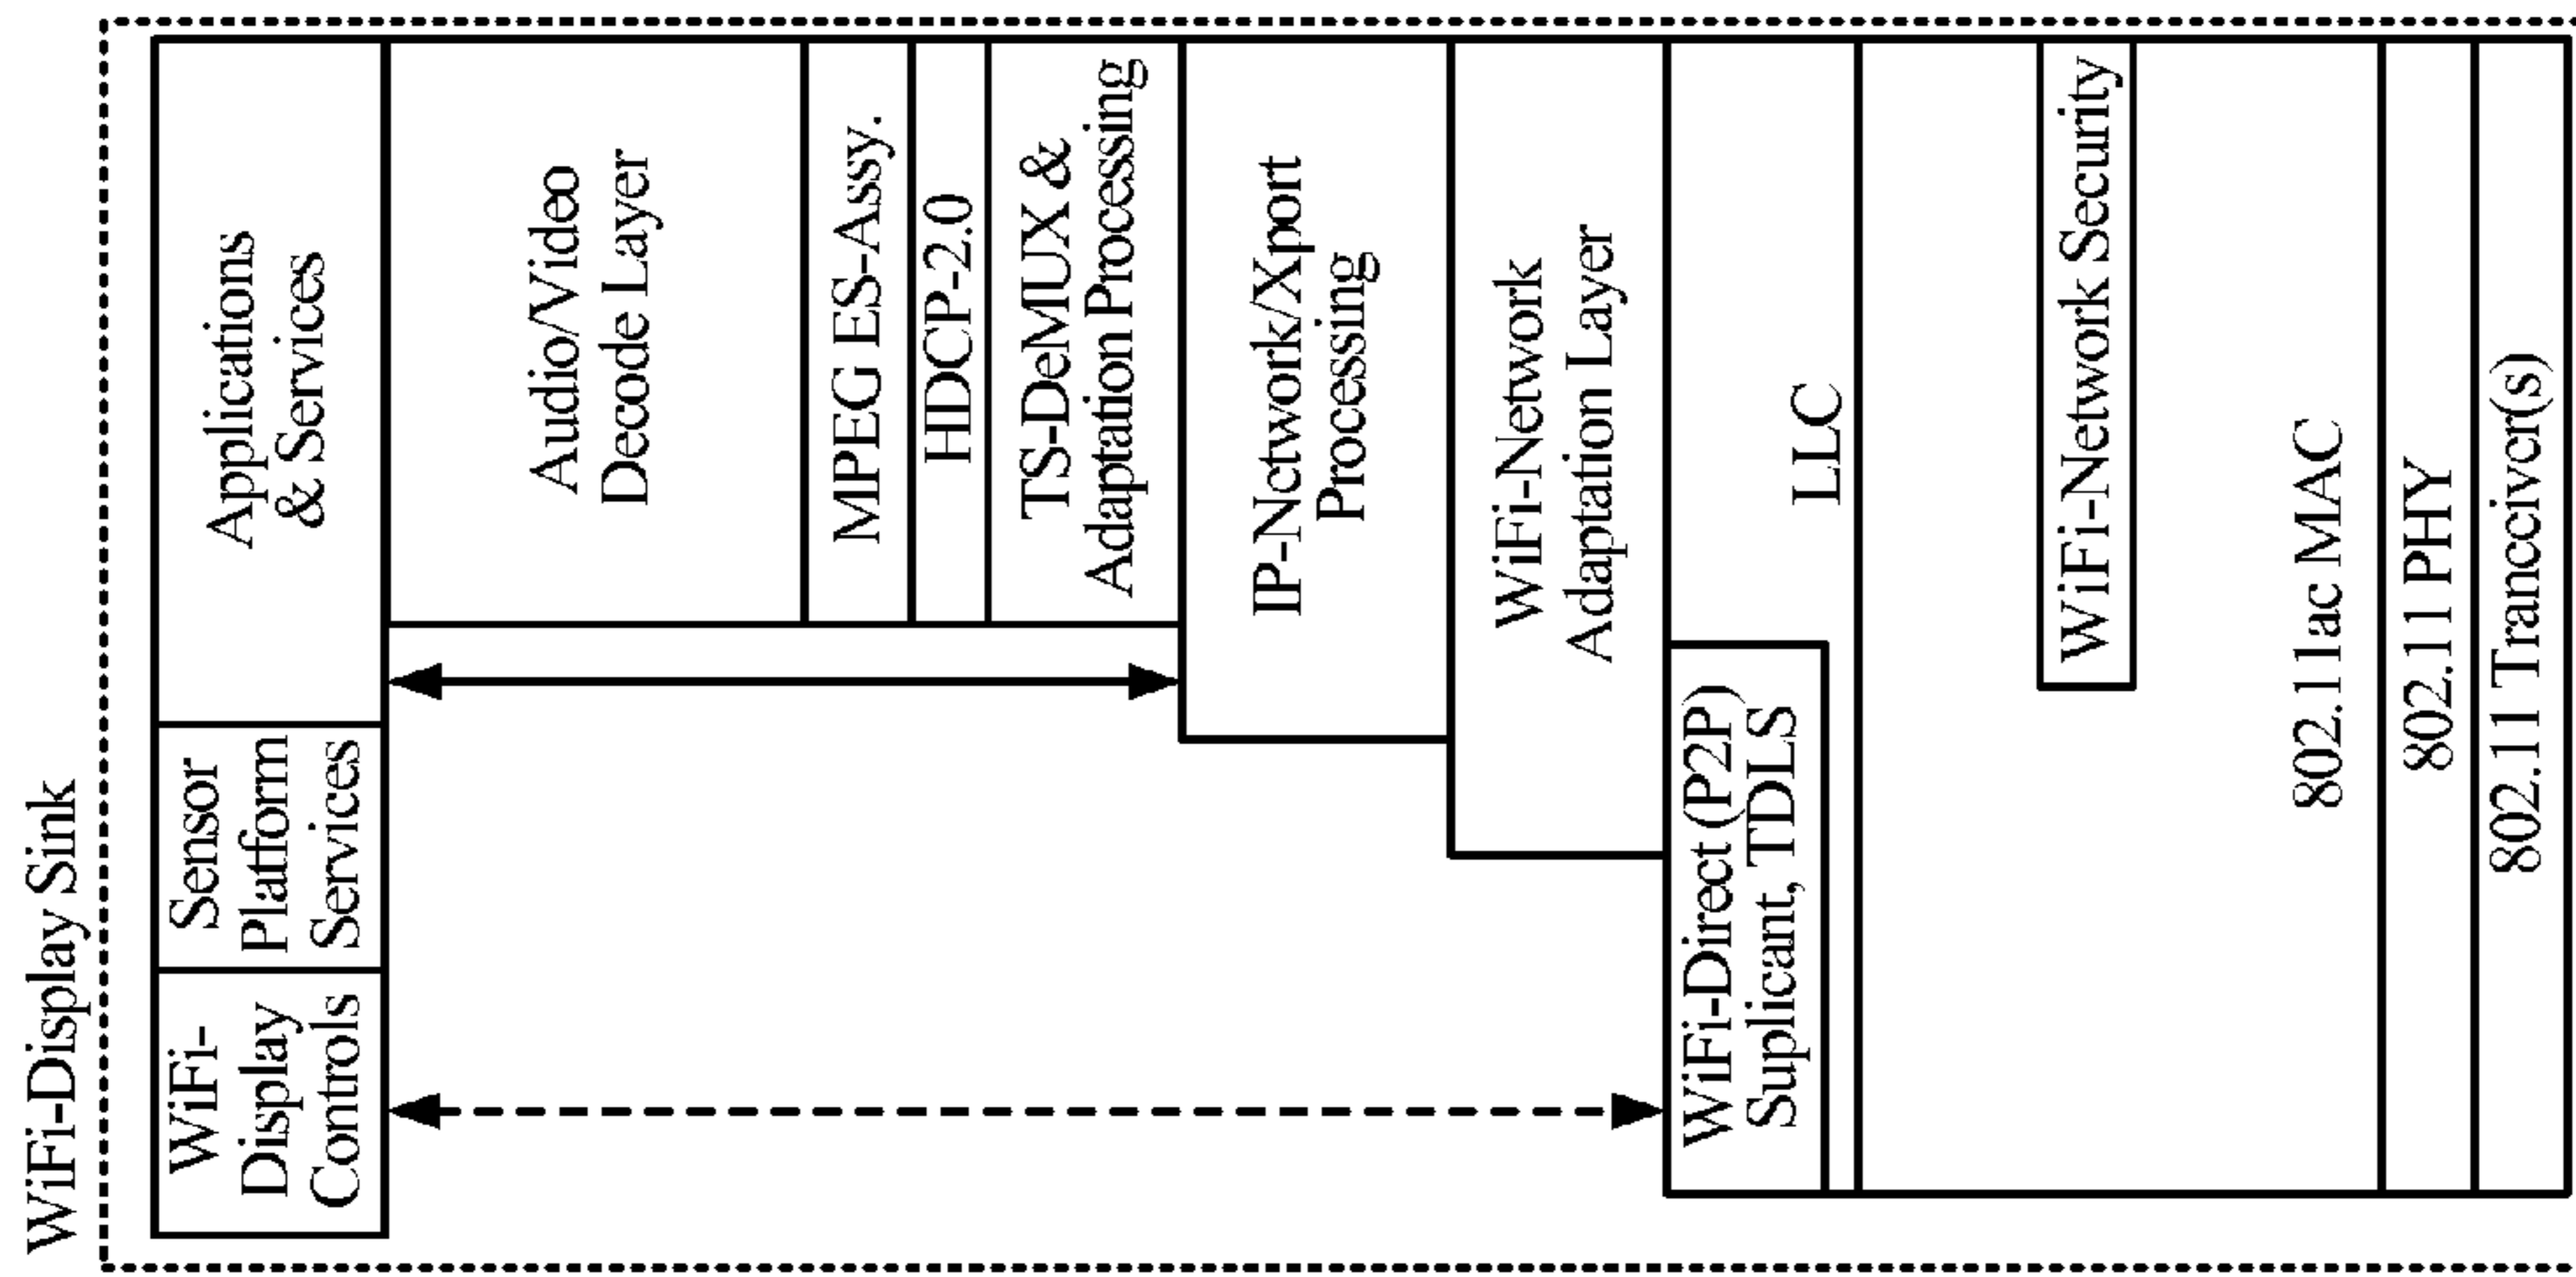 WiFi-Display Sink
WiFi-
Display
Controls
Sensor
Platform
Services
Applications
& Services
Audio/Video
Decode Layer
MPEG ES-Assy.
HDCP-2.0
TS-DeMUX &
Adaptation Processing
IP-Network/Xport
Processing
WiFi-Network
Adaptation Layer
WiFi-Direct (P2P)
Suplicant, TDLS
LLC
WiFi-Network Security
802.11ac MAC
802.11 PHY
802.11 Tranceiver(s)